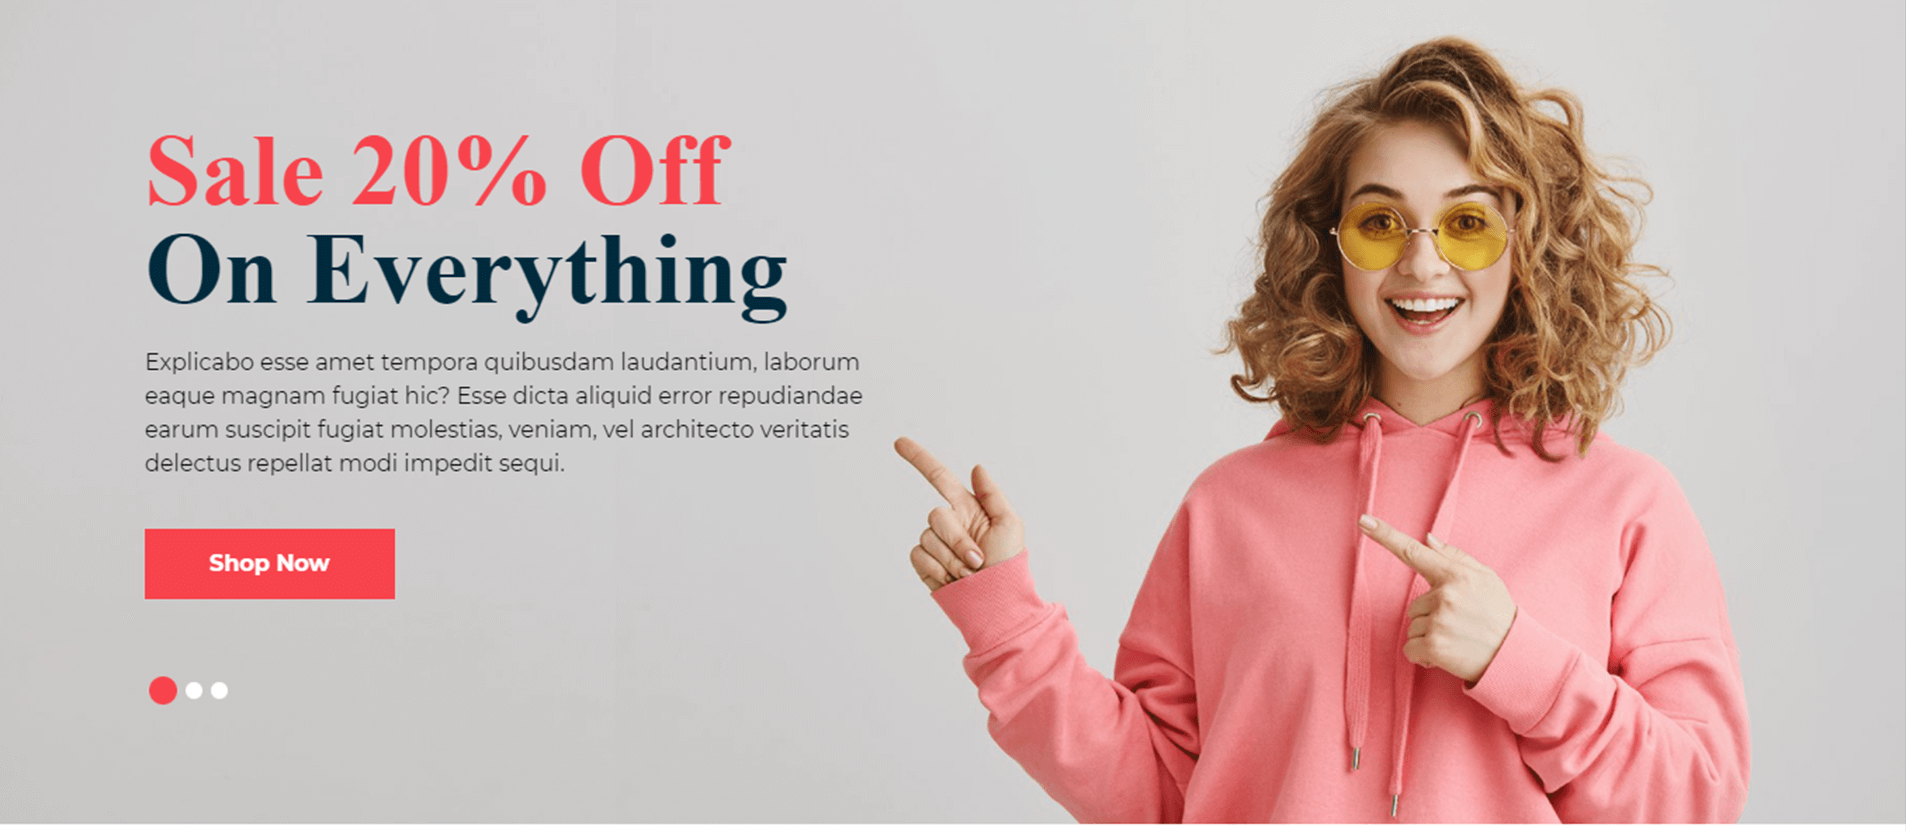 Sale 20% Off
On Everything
Explicabo esse amet tempora quibusdam laudantium, laborum
eaque magnam fugiat hic? Esse dicta aliquid error repudiandae
earum suscipit fugiat molestias, veniam, vel architecto veritatis
delectus repellat modi impedit sequi.
Shop Now